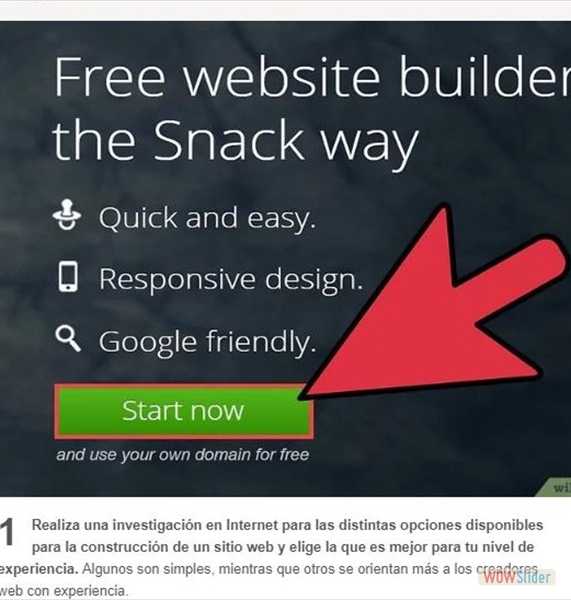 Free website builder
the Snack way
Quick and easy.
Responsive design.
Google friendly.
Start now
and use your own domain for free
1 Realiza una investigación en Internet para las distintas opciones disponibles
para la construcción de un sitio web y elige la que es mejor para tu nivel de
experiencia. Algunos son simples, mientras que otros se orientan más a los creadores
web con experiencia.
WOWSlider